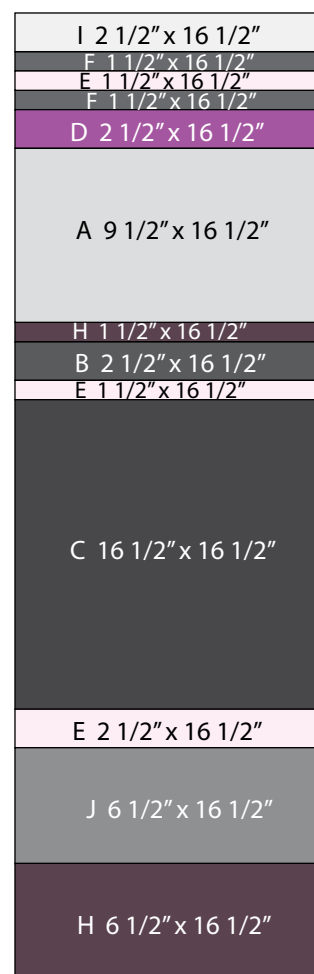 I 2 1/2” x 16 1/2”
F 1 1/2” x 16 1/2”
E 1 1/2” x 16 1/2”
F 1 1/2” x 16 1/2”
D 2 1/2” x 16 1/2”
A 9 1/2” x 16 1/2”
H 1 1/2” x 16 1/2”
B 2 1/2” x 16 1/2”
E 1 1/2” x 16 1/2”
C 16 1/2” x 16 1/2”
E 2 1/2” x 16 1/2”
J 6 1/2” x 16 1/2”
H 6 1/2” x 16 1/2”